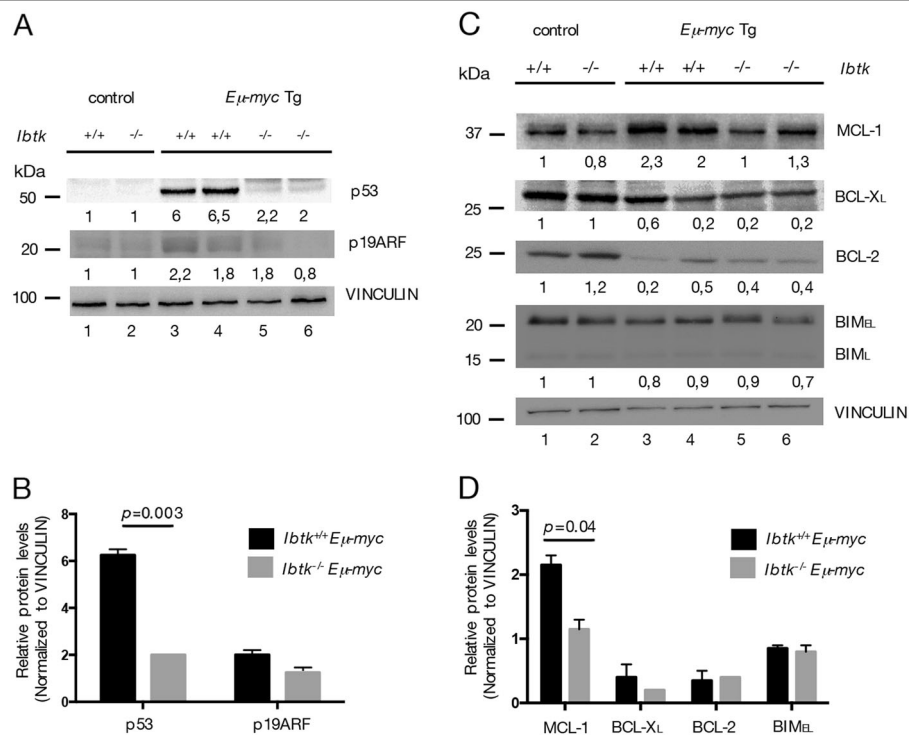 A
control Eμ-myc Tg
Ibtk +/+ -/- +/+ +/+ -/- -/-
kDa
50 p53
1 1 6 6,5 2,2 2
20 p19ARF
1 1 2,2 1,8 1,8 0,8
100 VINCULIN
1 2 3 4 5 6
B
Relative protein levels
(Normalized to VINCULIN)
8
6
4
2
0
p=0.003
Ibtk+/+Eμ-myc
Ibtk-/- Eμ-myc
p53 p19ARF
C
control Eμ-myc Tg
kDa +/+ -/- +/+ +/+ -/- -/- Ibtk
37 MCL-1
1 0,8 2,3 2 1 1,3
25 BCL-XL
1 1 0,6 0,2 0,2 0,2
25 BCL-2
1 1,2 0,2 0,5 0,4 0,4
20 BIMEL
15 BIML
1 1 0,8 0,9 0,9 0,7
100 VINCULIN
1 2 3 4 5 6
D
Relative protein levels
(Normalized to VINCULIN)
3
2
1
0
p=0.04
Ibtk+/+Eμ-myc
Ibtk-/- Eμ-myc
MCL-1 BCL-XL BCL-2 BIMEL